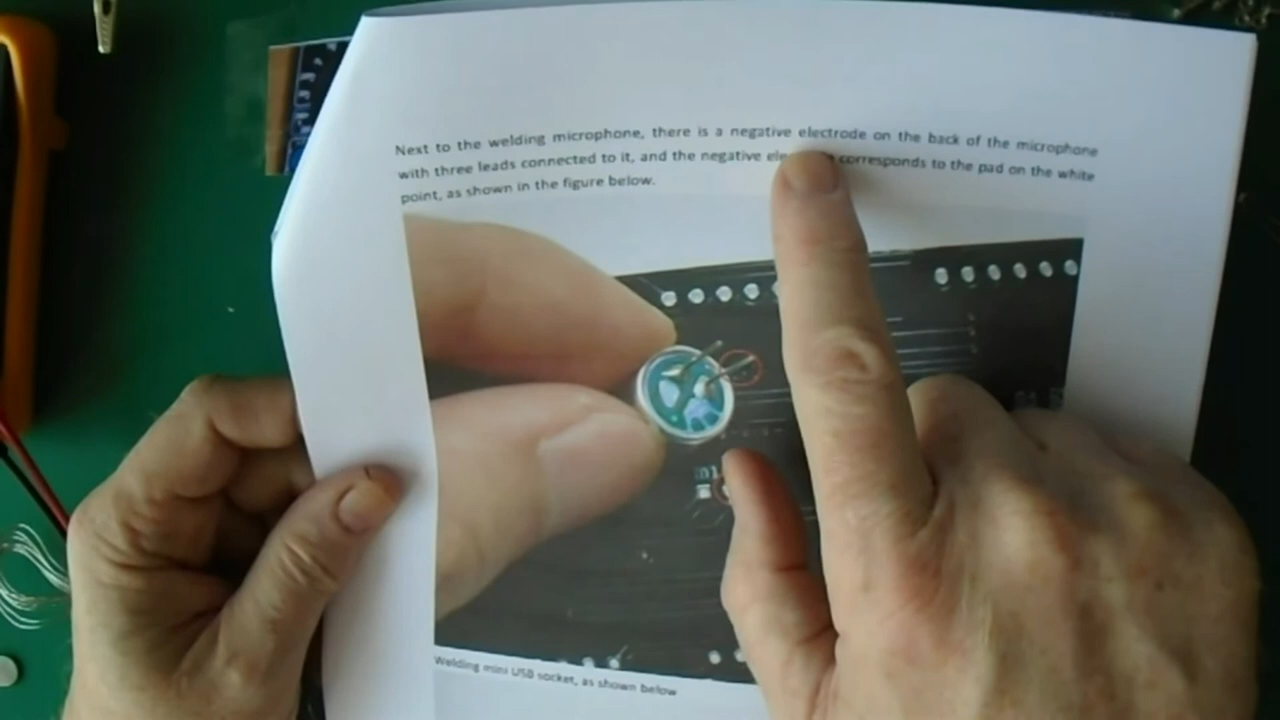 Next to the welding microphone, there is a negative electrode on the back of the microphone
with three leads connected to it, and the negative corresponds to the pad on the white
point, as shown in the figure below.
m1
Welding mini USB socket, as shown below